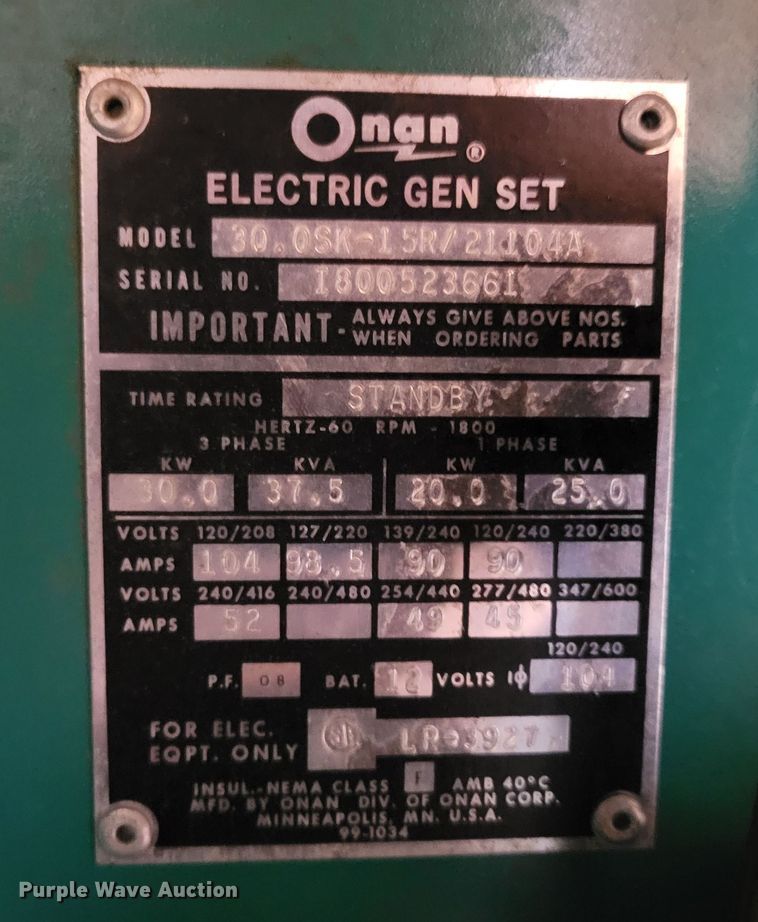 Onan ®
ELECTRIC GEN SET
MODEL 30.0SK-15R/21104A
SERIAL NO. I800523661
IMPORTANT - ALWAYS GIVE ABOVE NOS.
WHEN ORDERING PARTS
TIME RATING STANDBY
HERTZ-60 RPM - 1800
3 PHASE 1 PHASE
KW KVA KW KVA
30.0 37.5 20.0 25.0
VOLTS 120/208 127/220 139/240 120/240 220/380
AMPS 104 98.5 90 90
VOLTS 240/416 240/480 254/440 277/480 347/600
AMPS 52 49 45
120/240
P.F. 08 BAT. 12 VOLTS 1ϕ 104
FOR ELEC.
EQPT. ONLY LR-3927
INSUL.-NEMA CLASS F AMB 40°C
MFD. BY ONAN DIV. OF ONAN CORP.
MINNEAPOLIS, MN. U.S.A.
99-1034
Purple Wave Auction